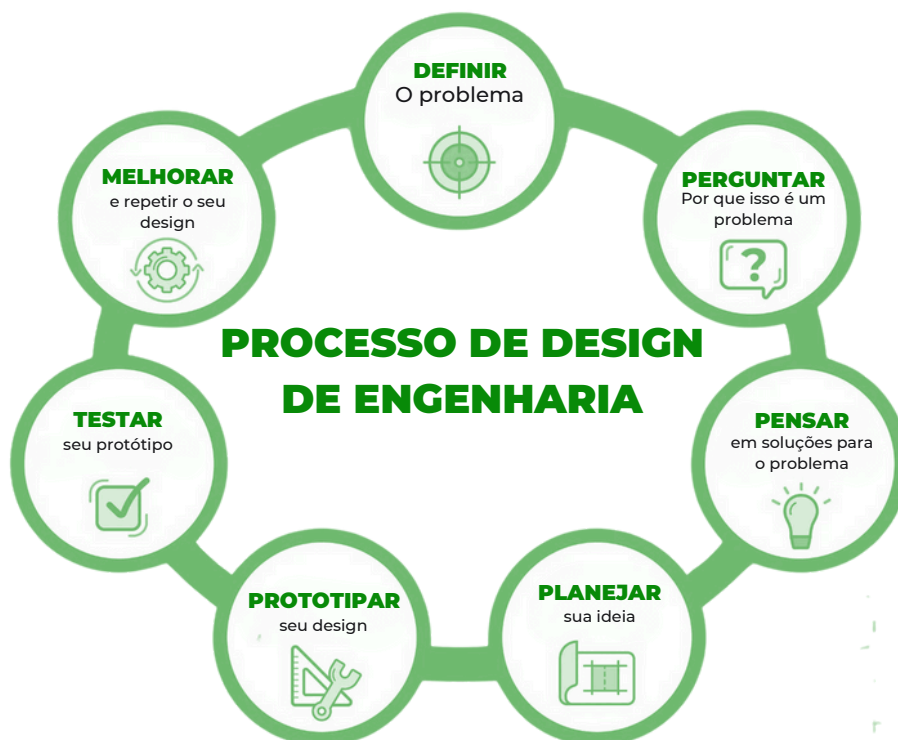 DEFINIR
O problema
PERGUNTAR
Por que isso é um
problema
?
PENSAR
em soluções para
o problema
PLANEJAR
sua ideia
PROTOTIPAR
seu design
TESTAR
seu protótipo
MELHORAR
e repetir o seu
design
PROCESSO DE DESIGN
DE ENGENHARIA